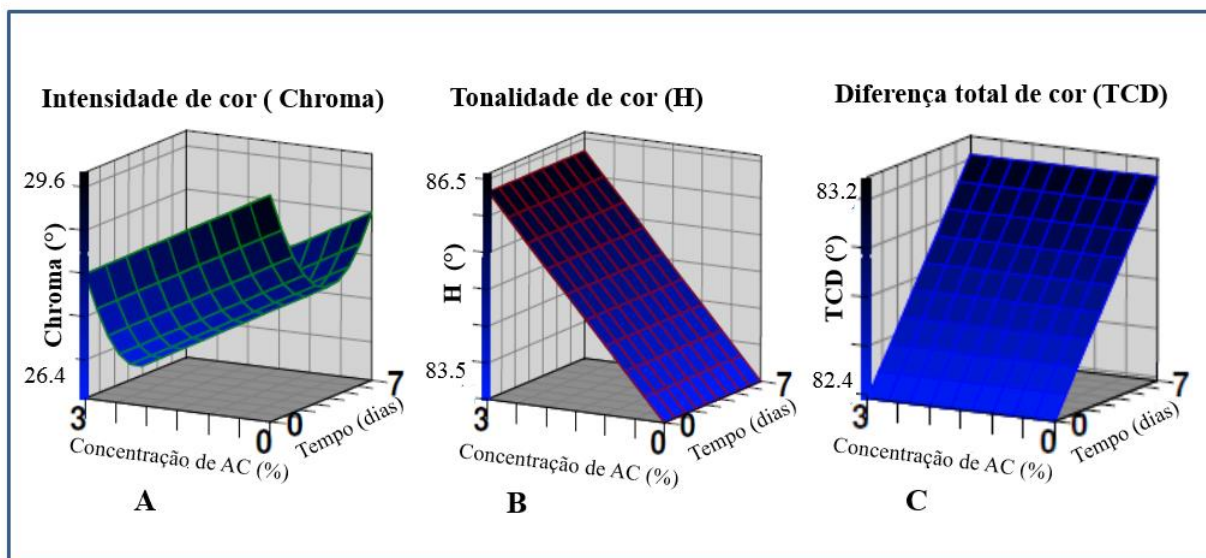 Intensidade de cor ( Chroma)
29.6
Chroma (°)
26.4
3
0
0
7
Concentração de AC (%)
Tempo (dias)
A
Tonalidade de cor (H)
86.5
H (°)
83.5
3
0
0
7
Concentração de AC (%)
Tempo (dias)
B
Diferença total de cor (TCD)
83.2
TCD (°)
82.4
3
0
0
7
Concentração de AC (%)
Tempo (dias)
C